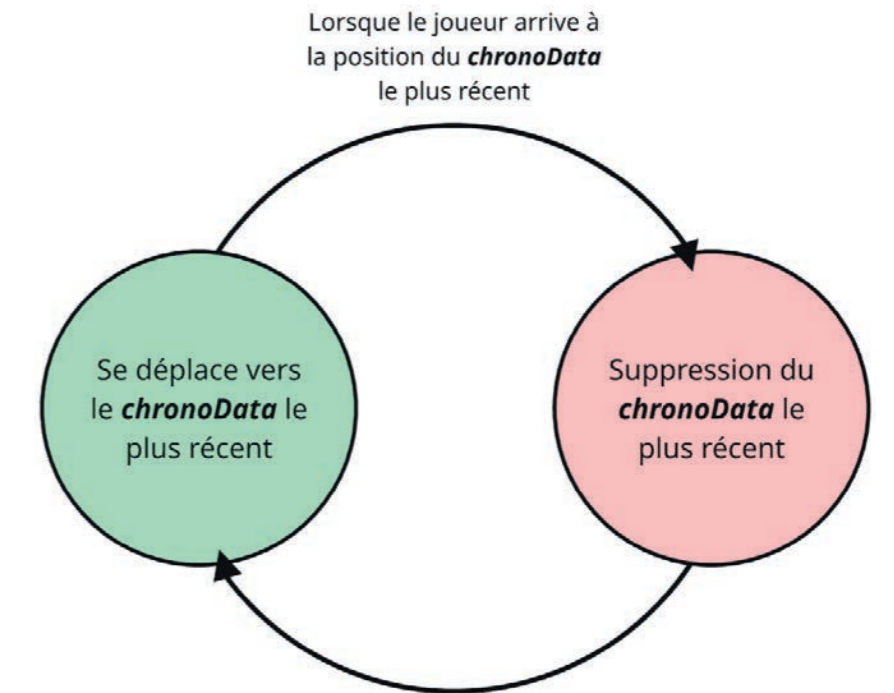 Lorsque le joueur arrive à
la position du chronoData
le plus récent
Se déplace vers
le chronoData le
plus récent
Suppression du
chronoData le
plus récent